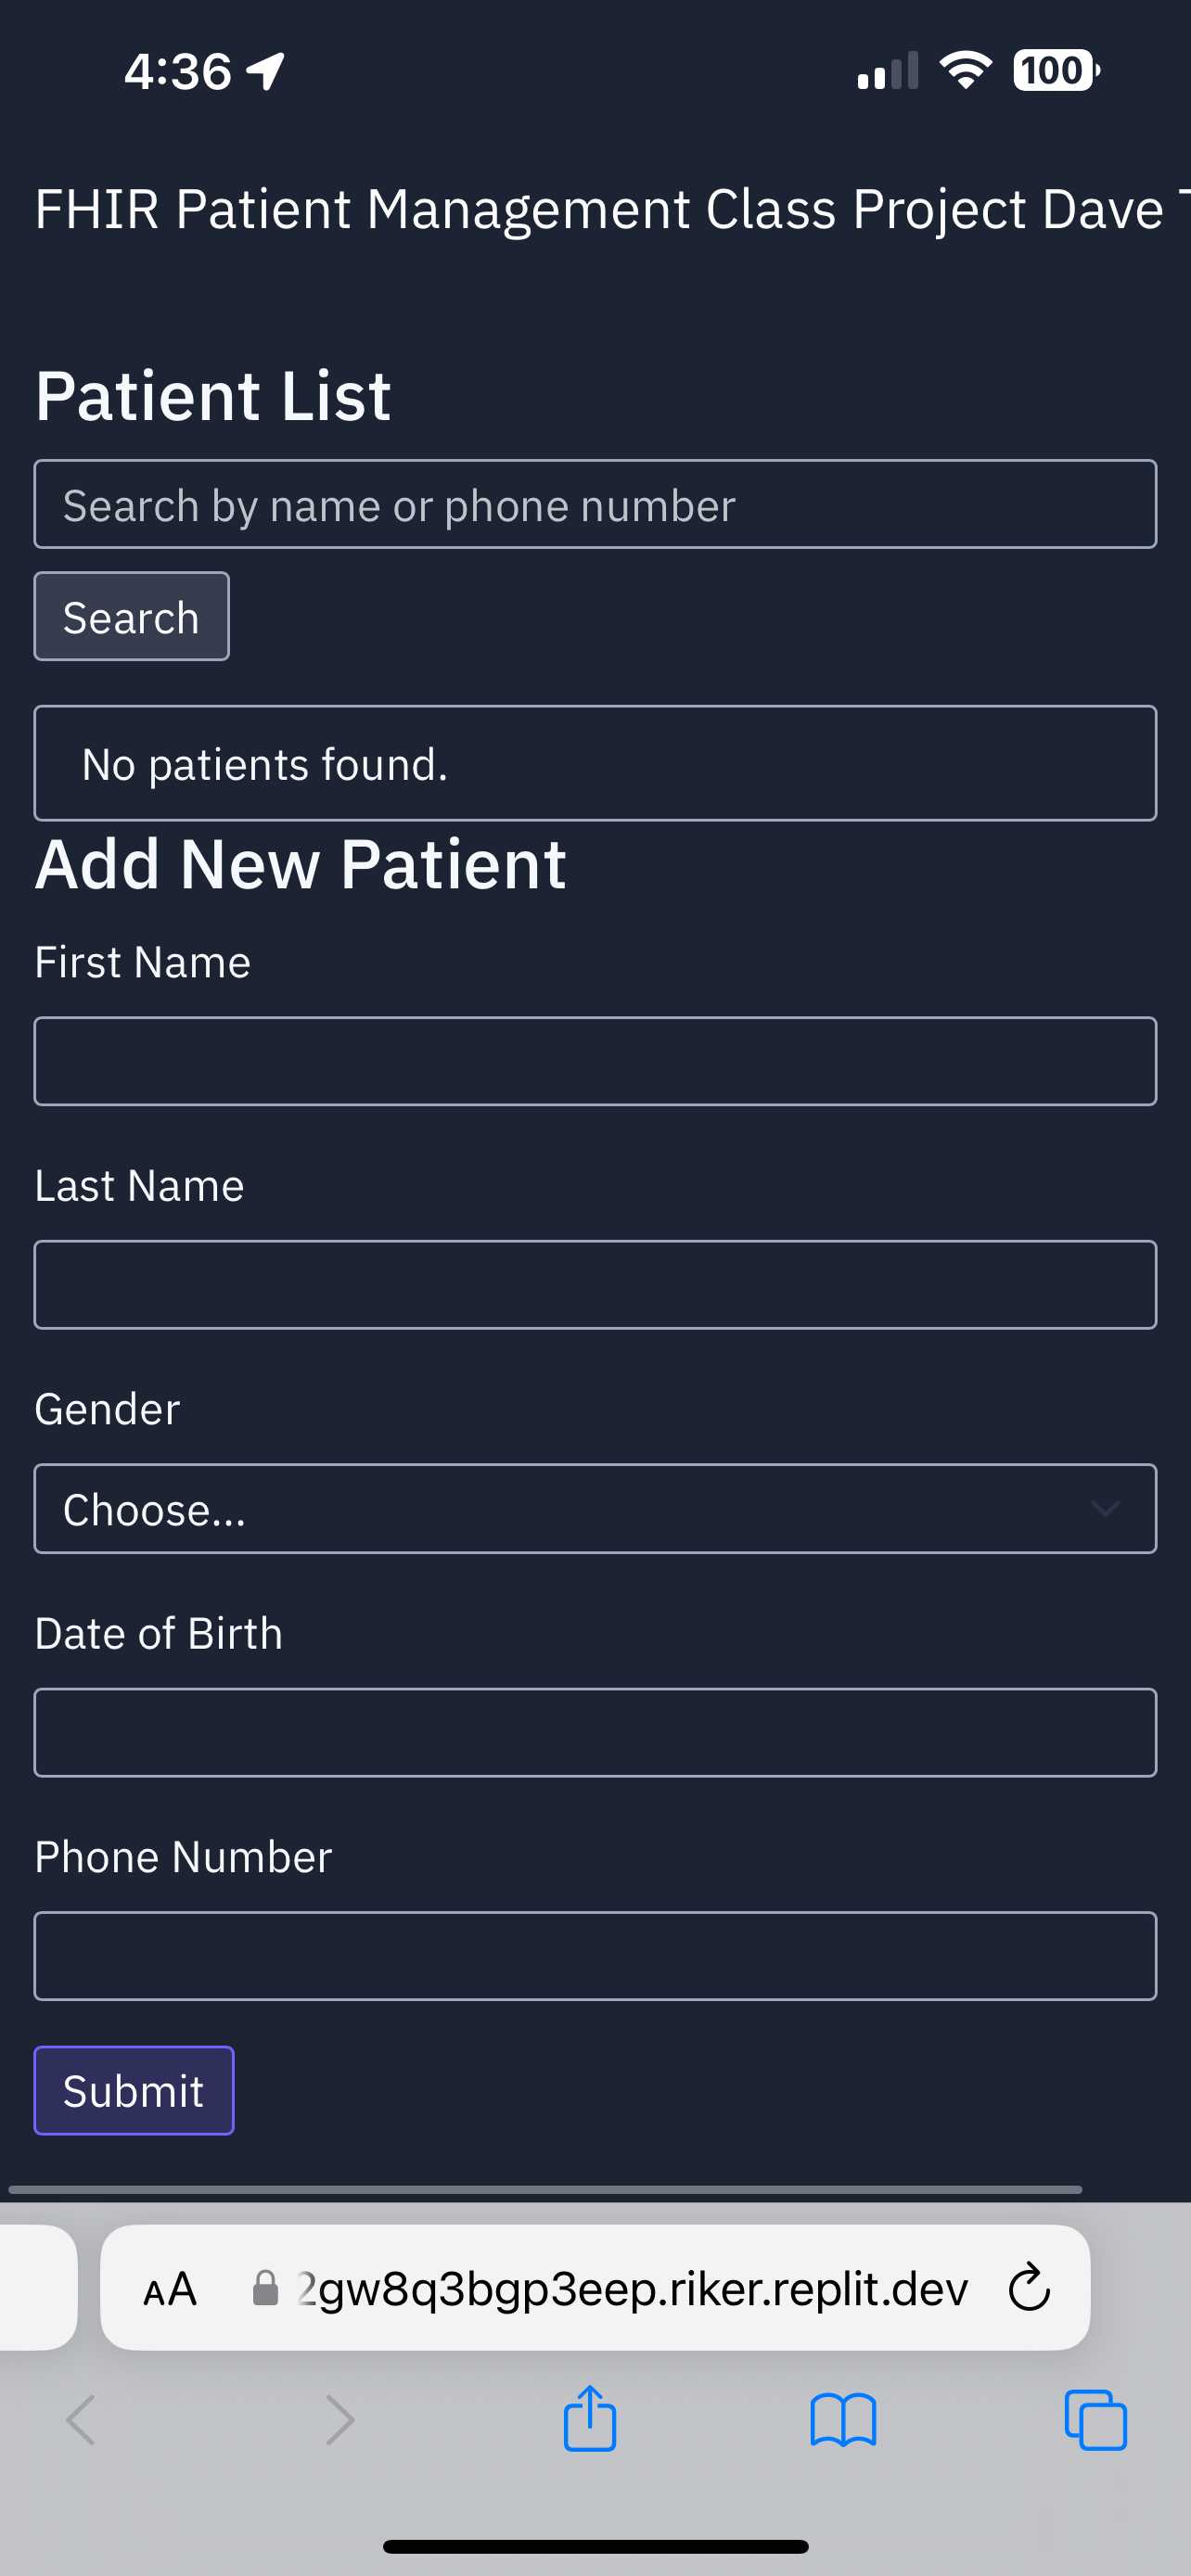 4:36
100
FHIR Patient Management Class Project Dave
Patient List
Search by name or phone number
Search
No patients found.
Add New Patient
First Name
Last Name
Gender
Choose...
Date of Birth
Phone Number
Submit
AA 2gw8q3bgp3eep.riker.replit.dev